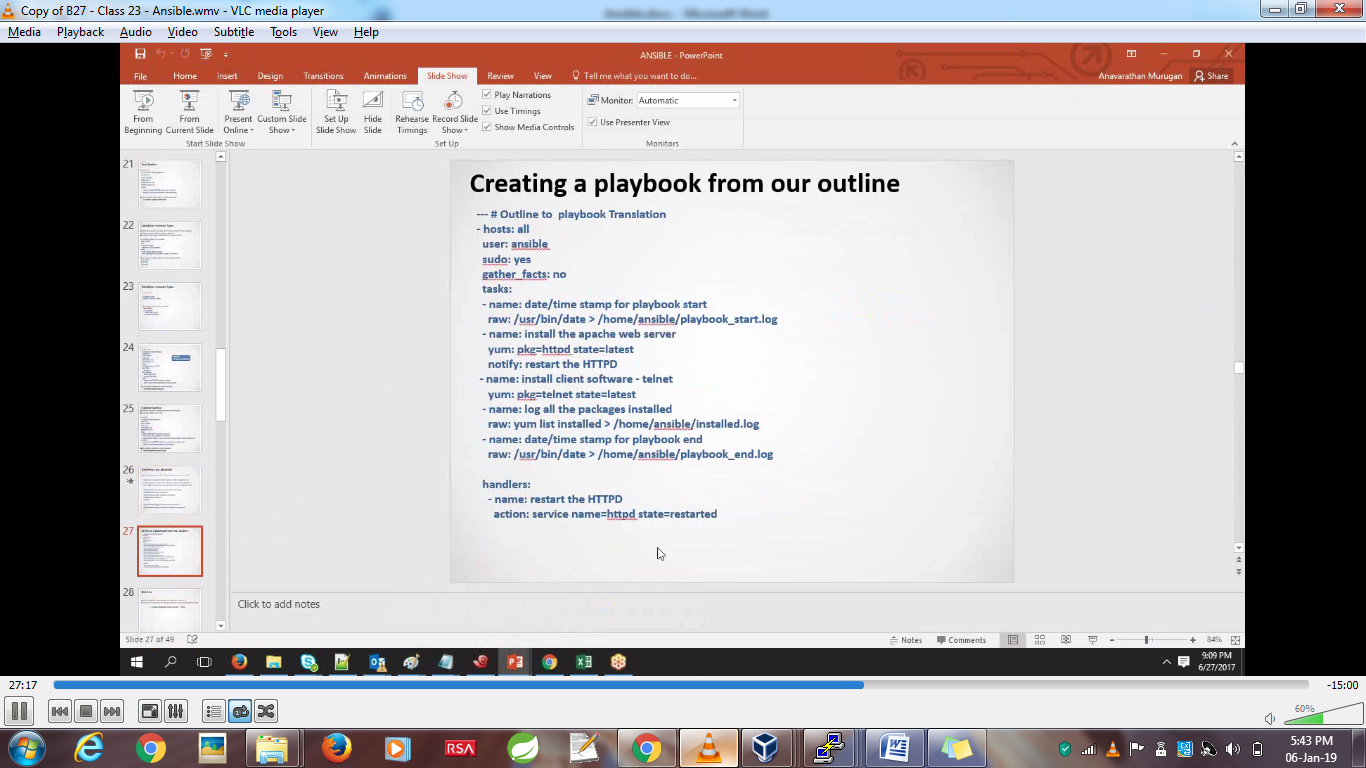 Copy of B27 - Class 23 - Ansible.wmv - VLC media player
Media Playback Audio Video Subtitle Tools View Help
ANSIBLE - PowerPoint
File Home Insert Design Transitions Animations Slide Show Review View Tell me what you want to do... Anavarathan Murugan Share
From Beginning
From Current Slide
Present Online
Custom Slide Show
Set Up Slide Show
Hide Slide
Rehearse Timings
Record Slide Show
Play Narrations
Use Timings
Show Media Controls
Monitor: Automatic
Use Presenter View
Start Slide Show
Set Up
Monitors
21
22
23
24
25
26
27
28
Creating a playbook from our outline
--- # Outline to playbook Translation
- hosts: all
user: ansible
sudo: yes
gather_facts: no
tasks:
- name: date/time stamp for playbook start
raw: /usr/bin/date > /home/ansible/playbook_start.log
- name: install the apache web server
yum: pkg=httpd state=latest
notify: restart the HTTPD
- name: install client software - telnet
yum: pkg=telnet state=latest
- name: log all the packages installed
raw: yum list installed > /home/ansible/installed.log
- name: date/time stamp for playbook end
raw: /usr/bin/date > /home/ansible/playbook_end.log
handlers:
- name: restart the HTTPD
action: service name=httpd state=restarted
Click to add notes
Slide 27 of 49
Notes Comments 84%
9:09 PM
6/27/2017
27:17 -15:00
60%
RSA
5:43 PM
06-Jan-19